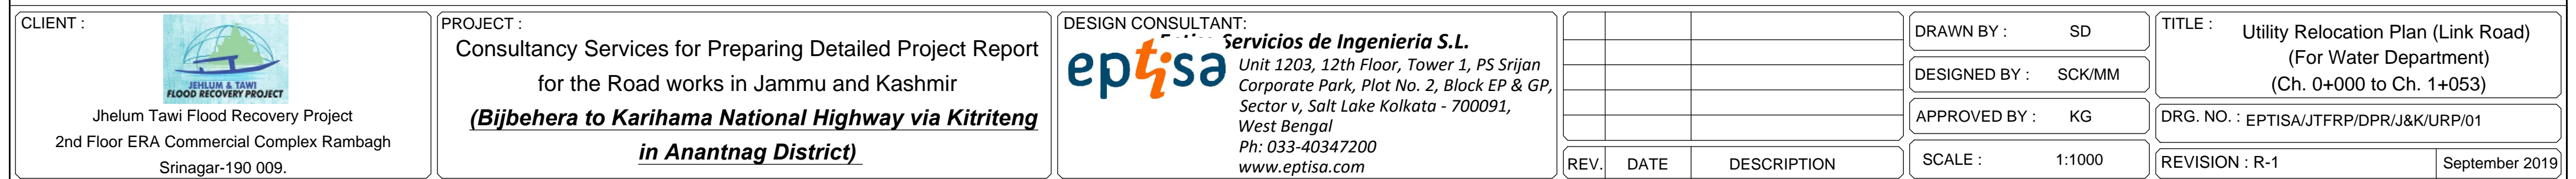 CLIENT :
JEHLUM & TAWI
FLOOD RECOVERY PROJECT
Jhelum Tawi Flood Recovery Project
2nd Floor ERA Commercial Complex Rambagh
Srinagar-190 009.
PROJECT :
Consultancy Services for Preparing Detailed Project Report
for the Road works in Jammu and Kashmir
(Bijbehera to Karihama National Highway via Kitriteng
in Anantnag District)
DESIGN CONSULTANT:
eptisa
Servicios de Ingenieria S.L.
Unit 1203, 12th Floor, Tower 1, PS Srijan
Corporate Park, Plot No. 2, Block EP & GP,
Sector v, Salt Lake Kolkata - 700091,
West Bengal
Ph: 033-40347200
www.eptisa.com
REV. DATE DESCRIPTION
DRAWN BY : SD
DESIGNED BY : SCK/MM
APPROVED BY : KG
SCALE : 1:1000
TITLE : Utility Relocation Plan (Link Road)
(For Water Department)
(Ch. 0+000 to Ch. 1+053)
DRG. NO. : EPTISA/JTFRP/DPR/J&K/URP/01
REVISION : R-1 September 2019